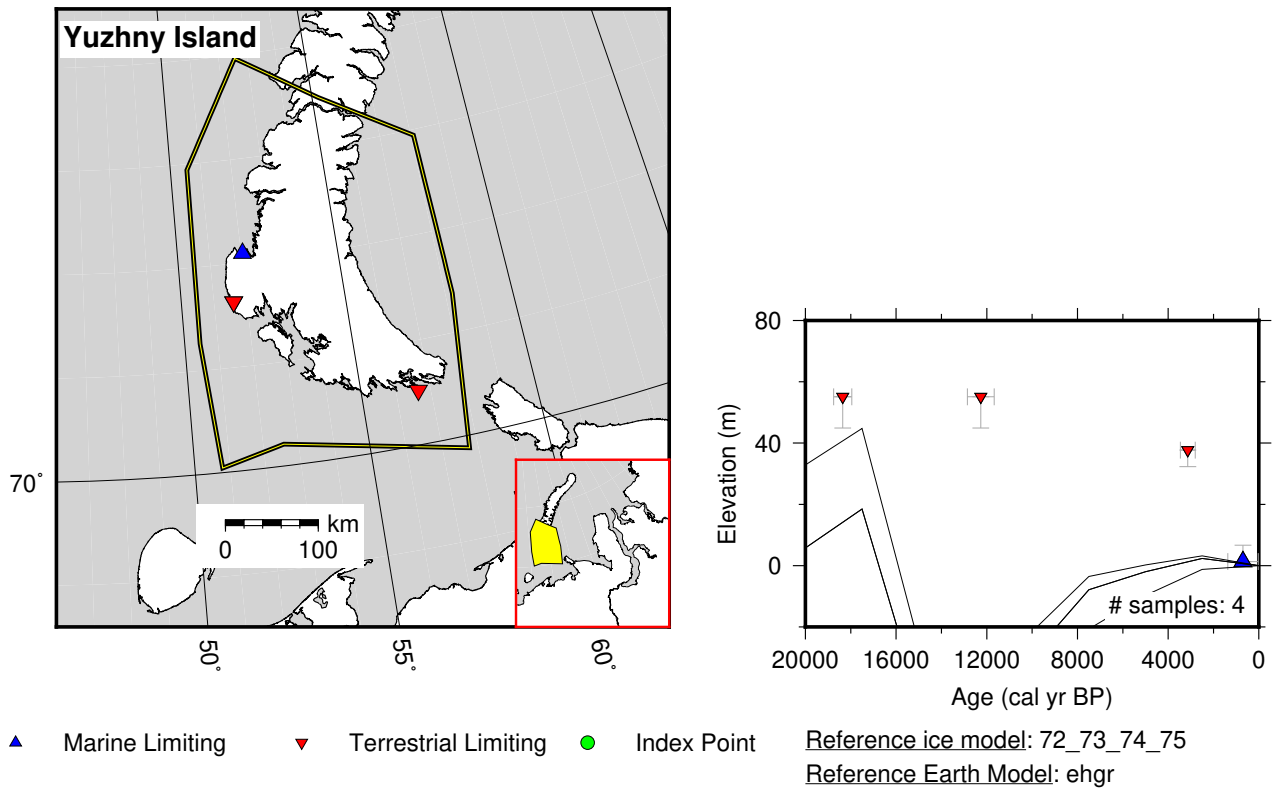 Yuzhny Island
70°
km
0 100
50°
55°
60°
80
40
0
Elevation (m)
# samples: 4
20000 16000 12000 8000 4000 0
Age (cal yr BP)
Marine Limiting Terrestrial Limiting Index Point
Reference ice model: 72_73_74_75
Reference Earth Model: ehgr